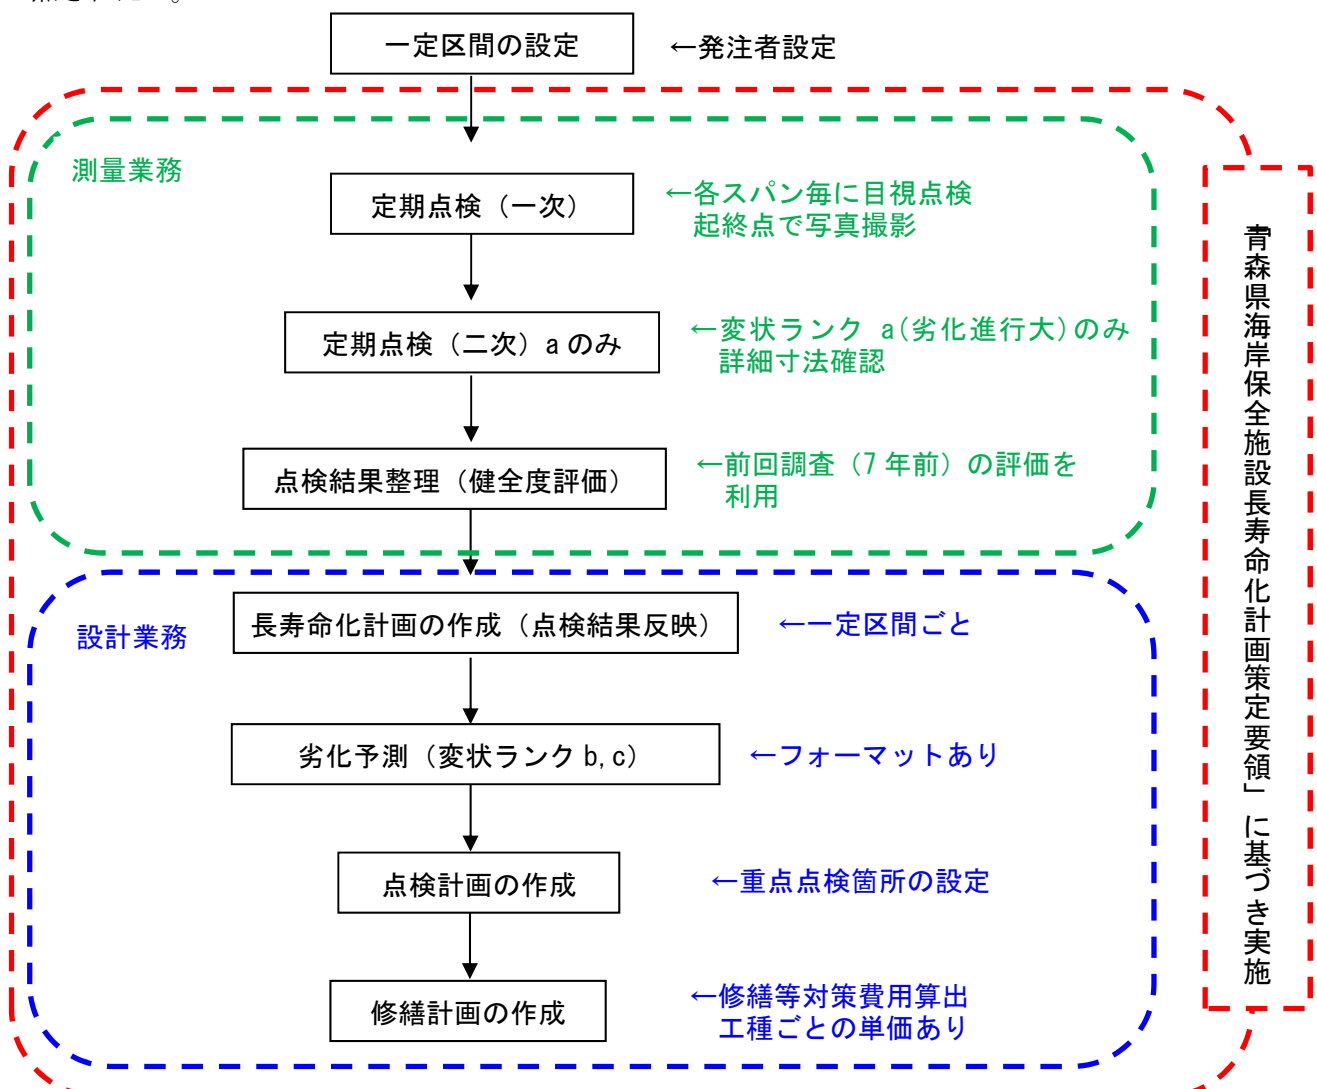 一定区間の設定
←発注者設定
測量業務
定期点検（一次）
←各スパン毎に目視点検
起終点で写真撮影
定期点検（二次）aのみ
←変状ランク a(劣化進行大)のみ
詳細寸法確認
点検結果整理（健全度評価）
←前回調査（7年前）の評価を
利用
設計業務
長寿命化計画の作成（点検結果反映）
←一定区間ごと
劣化予測（変状ランクb,c）
←フォーマットあり
点検計画の作成
←重点点検箇所の設定
修繕計画の作成
←修繕等対策費用算出
工種ごとの単価あり
「青森県海岸保全施設長寿命化計画策定要領」に基づき実施